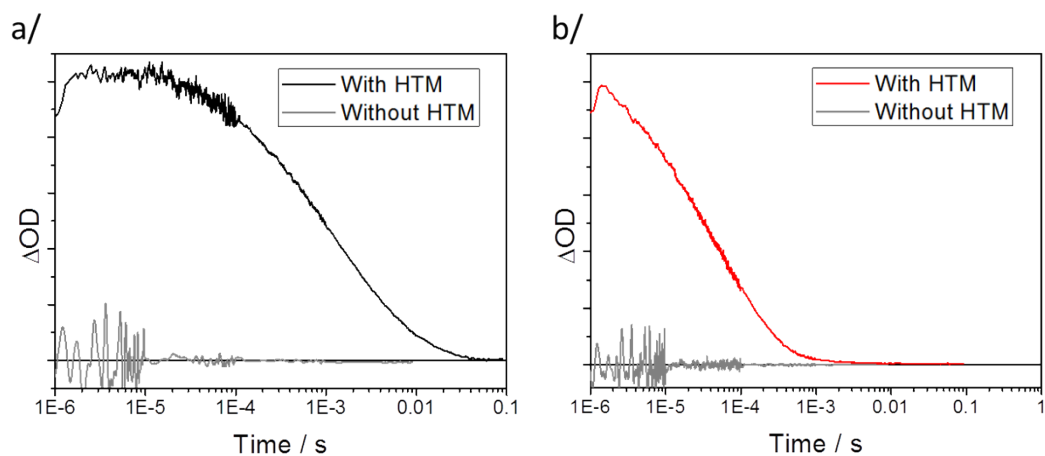 a/
With HTM
Without HTM
ΔOD
1E-6 1E-5 1E-4 1E-3 0.01 0.1
Time / s
b/
With HTM
Without HTM
ΔOD
1E-6 1E-5 1E-4 1E-3 0.01 0.1 1
Time / s